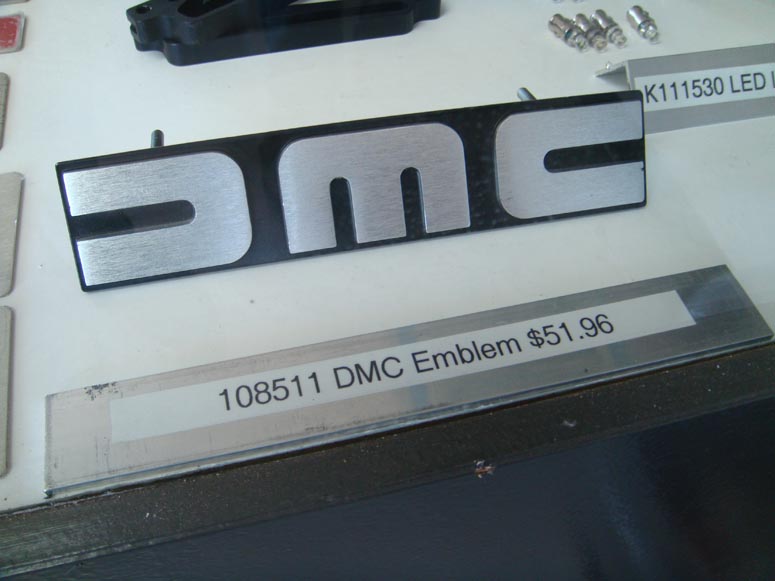 K111530 LED
DMC
108511 DMC Emblem $51.96